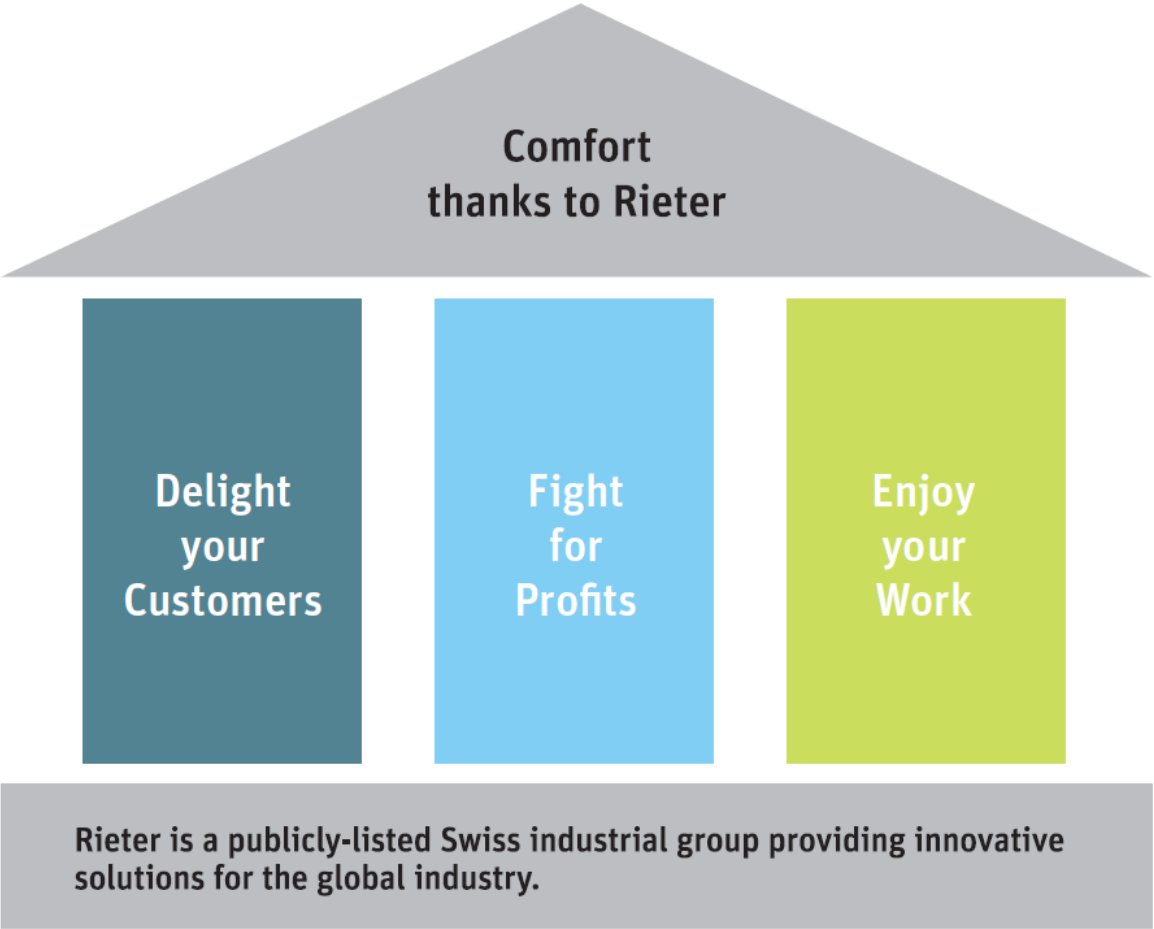 Comfort
thanks to Rieter
Delight
your
Customers
Fight
for
Profits
Enjoy
your
Work
Rieter is a publicly-listed Swiss industrial group providing innovative
solutions for the global industry.